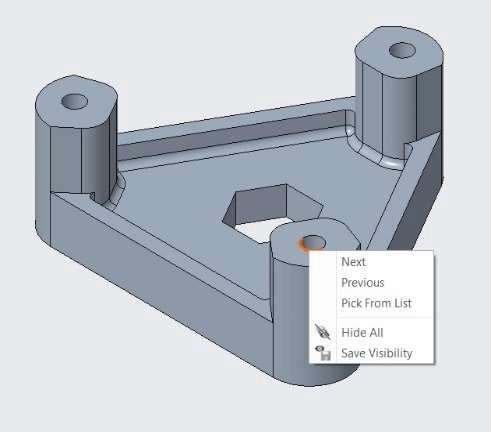 Next
Previous
Pick From List
Hide All
Save Visibility